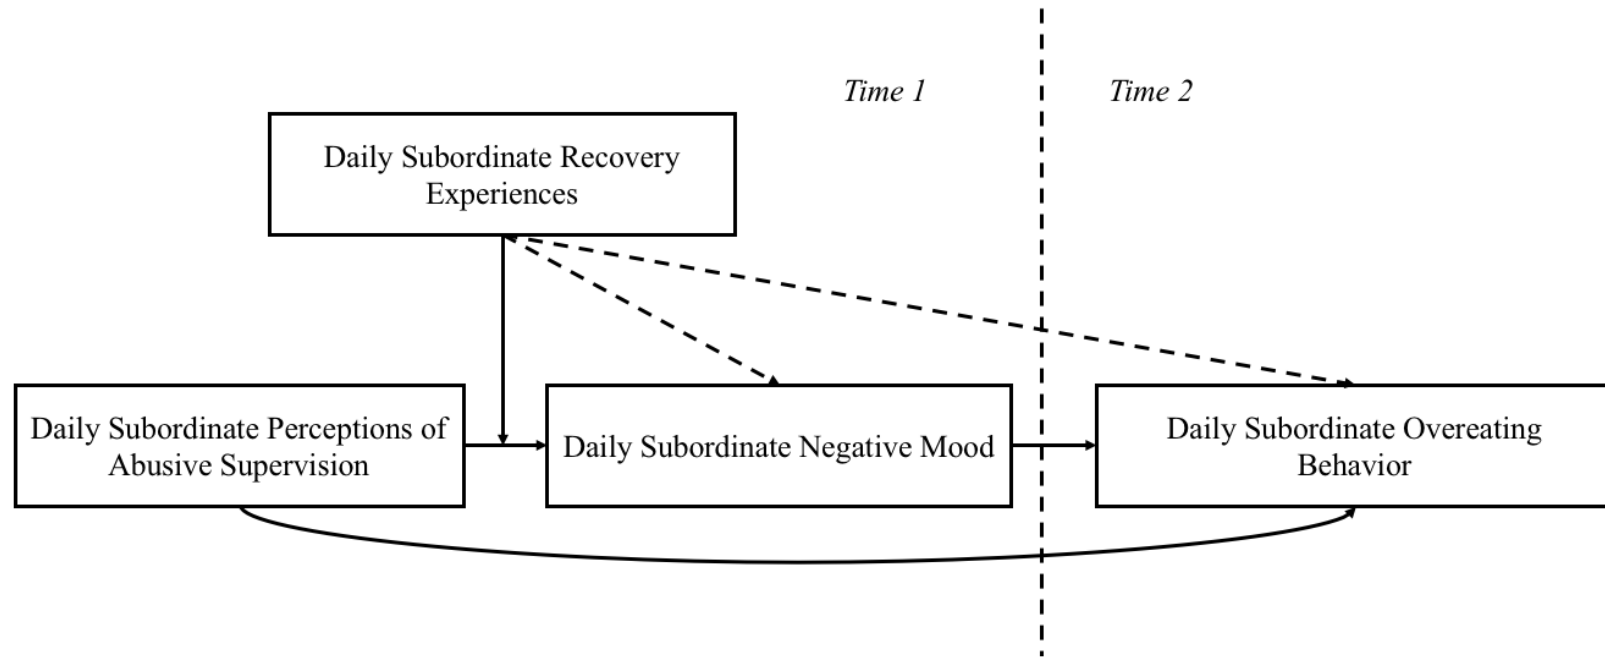 Time 1
Time 2
Daily Subordinate Recovery
Experiences
Daily Subordinate Perceptions of
Abusive Supervision
Daily Subordinate Negative Mood
Daily Subordinate Overeating
Behavior